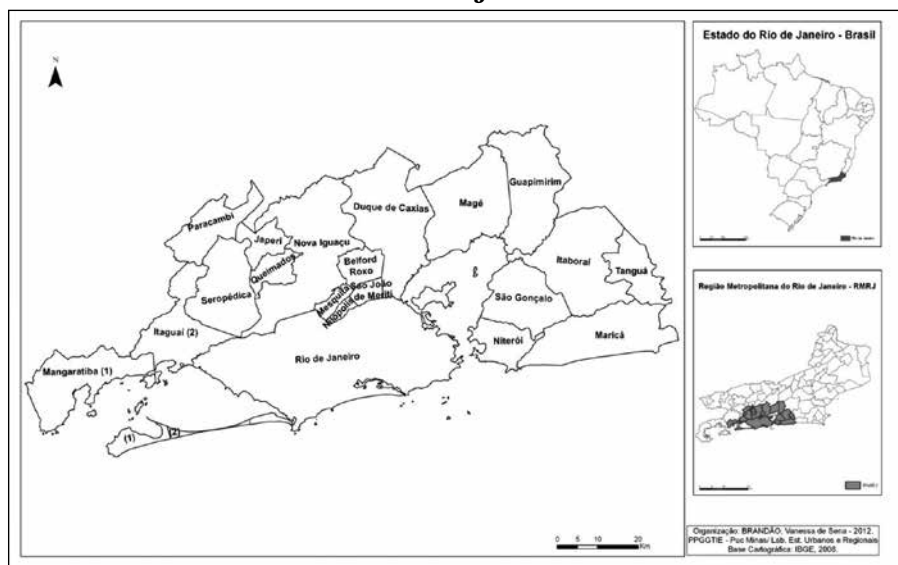 N
Paracambi
Japeri
Nova Iguaçu
Duque de Caxias
Magé
Guapimirim
Queimados
Belford
Roxo
Seropédica
Mesquita
São João
de Meriti
Nilópolis
Itaboraí
Tanguá
São Gonçalo
Itaguaí (2)
Niterói
Maricá
Mangaratiba (1)
Rio de Janeiro
(1)
(2)
0 5 10 20
Km
Estado do Rio de Janeiro - Brasil
Região Metropolitana do Rio de Janeiro - RMRJ
Organização: BRANDÃO, Vanessa de Sena - 2012.
PPGGTIE - Puc Minas/ Lab. Est. Urbanos e Regionais
Base Cartográfica: IBGE, 2008.